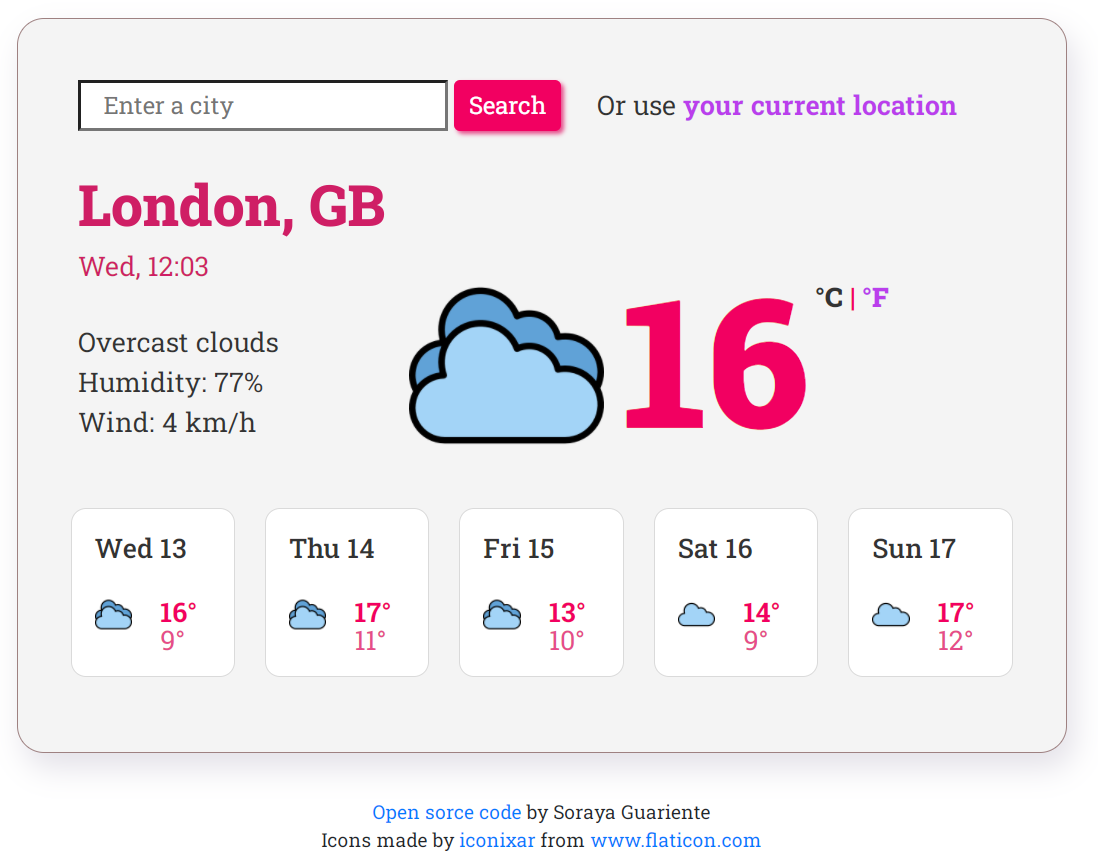 Enter a city
Search
Or use your current location
London, GB
Wed, 12:03
Overcast clouds
Humidity: 77%
Wind: 4 km/h
16
°C | °F
Wed 13
16°
9°
Thu 14
17°
11°
Fri 15
13°
10°
Sat 16
14°
9°
Sun 17
17°
12°
Open sorce code by Soraya Guariente
Icons made by iconixar from www.flaticon.com